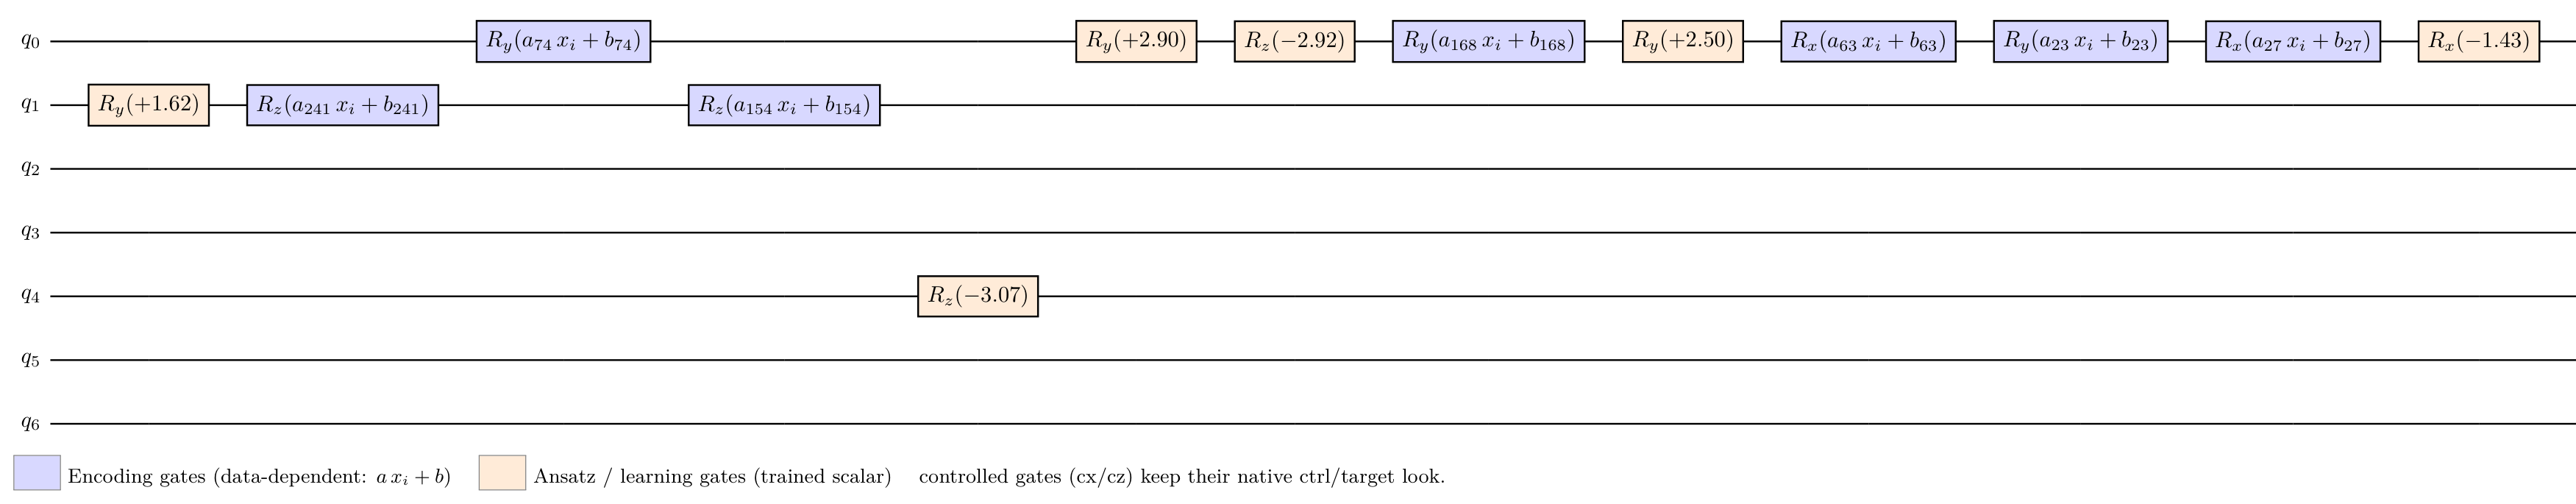 q0 Ry(a74 xi + b74) Ry(+2.90) Rz(−2.92) Ry(a168 xi + b168) Ry(+2.50) Rx(a63 xi + b63) Ry(a23 xi + b23) Rx(a27 xi + b27) Rx(−1.43)
q1 Ry(+1.62) Rz(a241 xi + b241) Rz(a154 xi + b154)
q2
q3
q4 Rz(−3.07)
q5
q6
Encoding gates (data-dependent: a xi + b) Ansatz / learning gates (trained scalar) controlled gates (cx/cz) keep their native ctrl/target look.